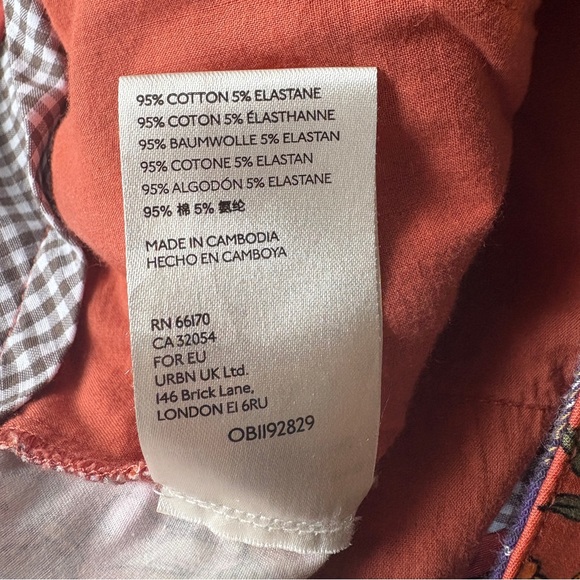 95% COTTON 5% ELASTANE
95% COTON 5% ÉLASTHANNE
95% BAUMWOLLE 5% ELASTAN
95% COTONE 5% ELASTAN
95% ALGODÓN 5% ELASTANE
95% 棉 5% 氨纶
MADE IN CAMBODIA
HECHO EN CAMBOYA
RN 66170
CA 32054
FOR EU
URBN UK Ltd.
146 Brick Lane,
LONDON E1 6RU
OB1192829